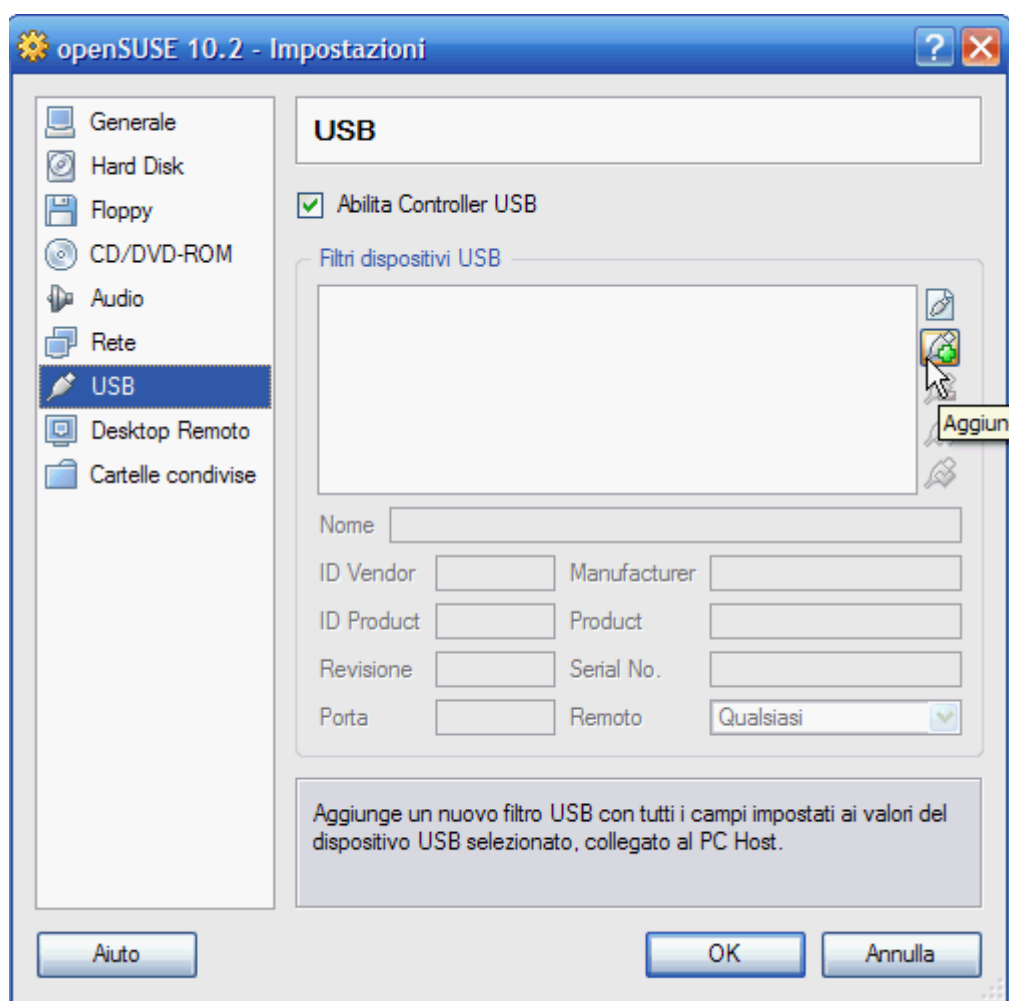 openSUSE 10.2 - Impostazioni
Generale
Hard Disk
Floppy
CD/DVD-ROM
Audio
Rete
USB
Desktop Remoto
Cartelle condivise
USB
Abilita Controller USB
Filtri dispositivi USB
Aggiun
Nome
ID Vendor
Manufacturer
ID Product
Product
Revisione
Serial No.
Porta
Remoto
Qualsiasi
Aggiunge un nuovo filtro USB con tutti i campi impostati ai valori del
dispositivo USB selezionato, collegato al PC Host.
Aiuto
OK
Annulla